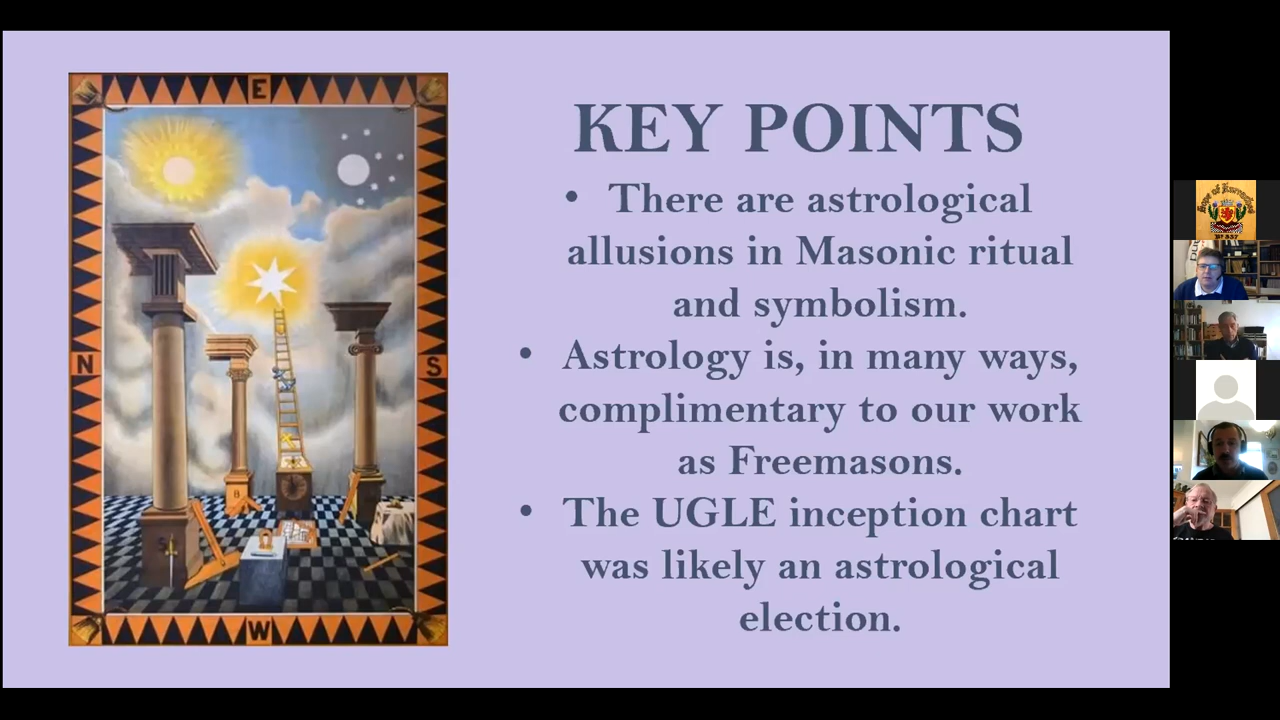 E
N
S
W
KEY POINTS
• There are astrological
allusions in Masonic ritual
and symbolism.
• Astrology is, in many ways,
complimentary to our work
as Freemasons.
• The UGLE inception chart
was likely an astrological
election.